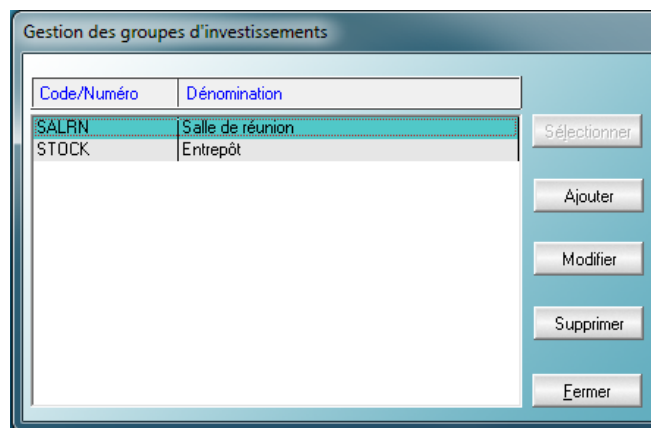 Gestion des groupes d'investissements
Code/Numéro Dénomination
SALRN Salle de réunion
STOCK Entrepôt
Sélectionner
Ajouter
Modifier
Supprimer
Fermer